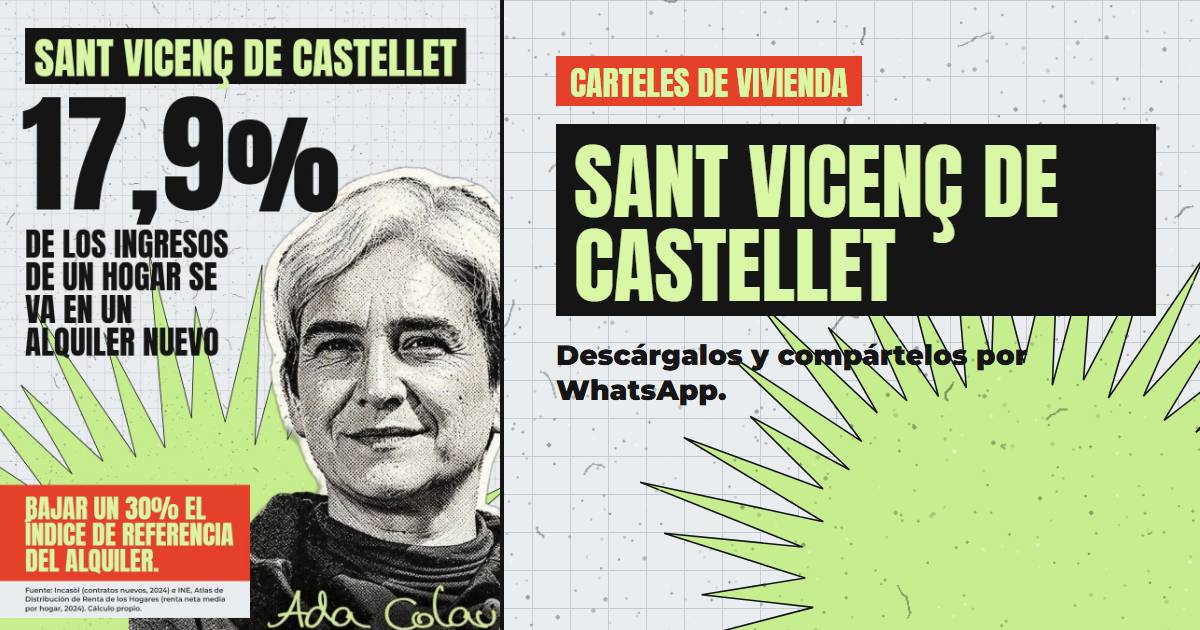 SANT VICENÇ DE CASTELLET
17,9%
DE LOS INGRESOS
DE UN HOGAR SE
VA EN UN
ALQUILER NUEVO
BAJAR UN 30% EL
ÍNDICE DE REFERENCIA
DEL ALQUILER.
Fuente: Incasòl (contratos nuevos, 2024) e INE, Atlas de
Distribución de Renta de los Hogares (renta neta media
por hogar, 2024). Cálculo propio.
Ada Colau
CARTELES DE VIVIENDA
SANT VICENÇ DE
CASTELLET
Descárgalos y compártelos por
WhatsApp.